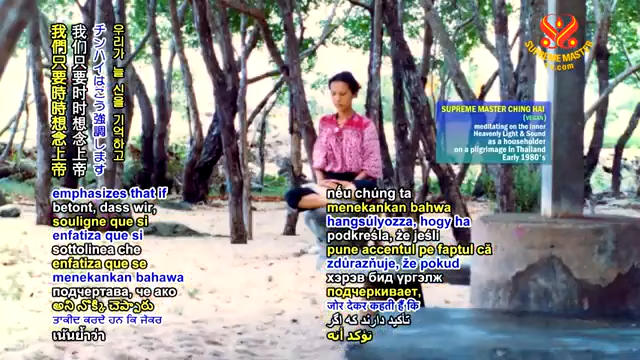 SUPREME MASTER
TV.com
우리가 늘 신을 기억하고
チンハイはこう強調します
我们只要时时想念上帝
我們只要時時想念上帝
SUPREME MASTER CHING HAI
(VEGAN)
meditating on the Inner
Heavenly Light & Sound
as a householder
on a pilgrimage in Thailand
Early 1980's
emphasizes that if
betont, dass wir,
souligne que si
enfatiza que si
sottolinea che
enfatiza que se
menekankan bahawa
подчертава, че ако
అని నొక్కి చెప్పారు
ਤਾਕੀਦ ਕਰਦੇ ਹਨ ਕਿ ਜੇਕਰ
เน้นย้ำว่า
nếu chúng ta
menekankan bahwa
hangsúlyozza, hogy ha
podkreśla, że jeśli
pune accentul pe faptul că
zdůrazňuje, že pokud
хэрэв бид үргэлж
подчеркивает,
जोर देकर कहती हैं कि
تأکید دارند که اگر
تؤكد أنه